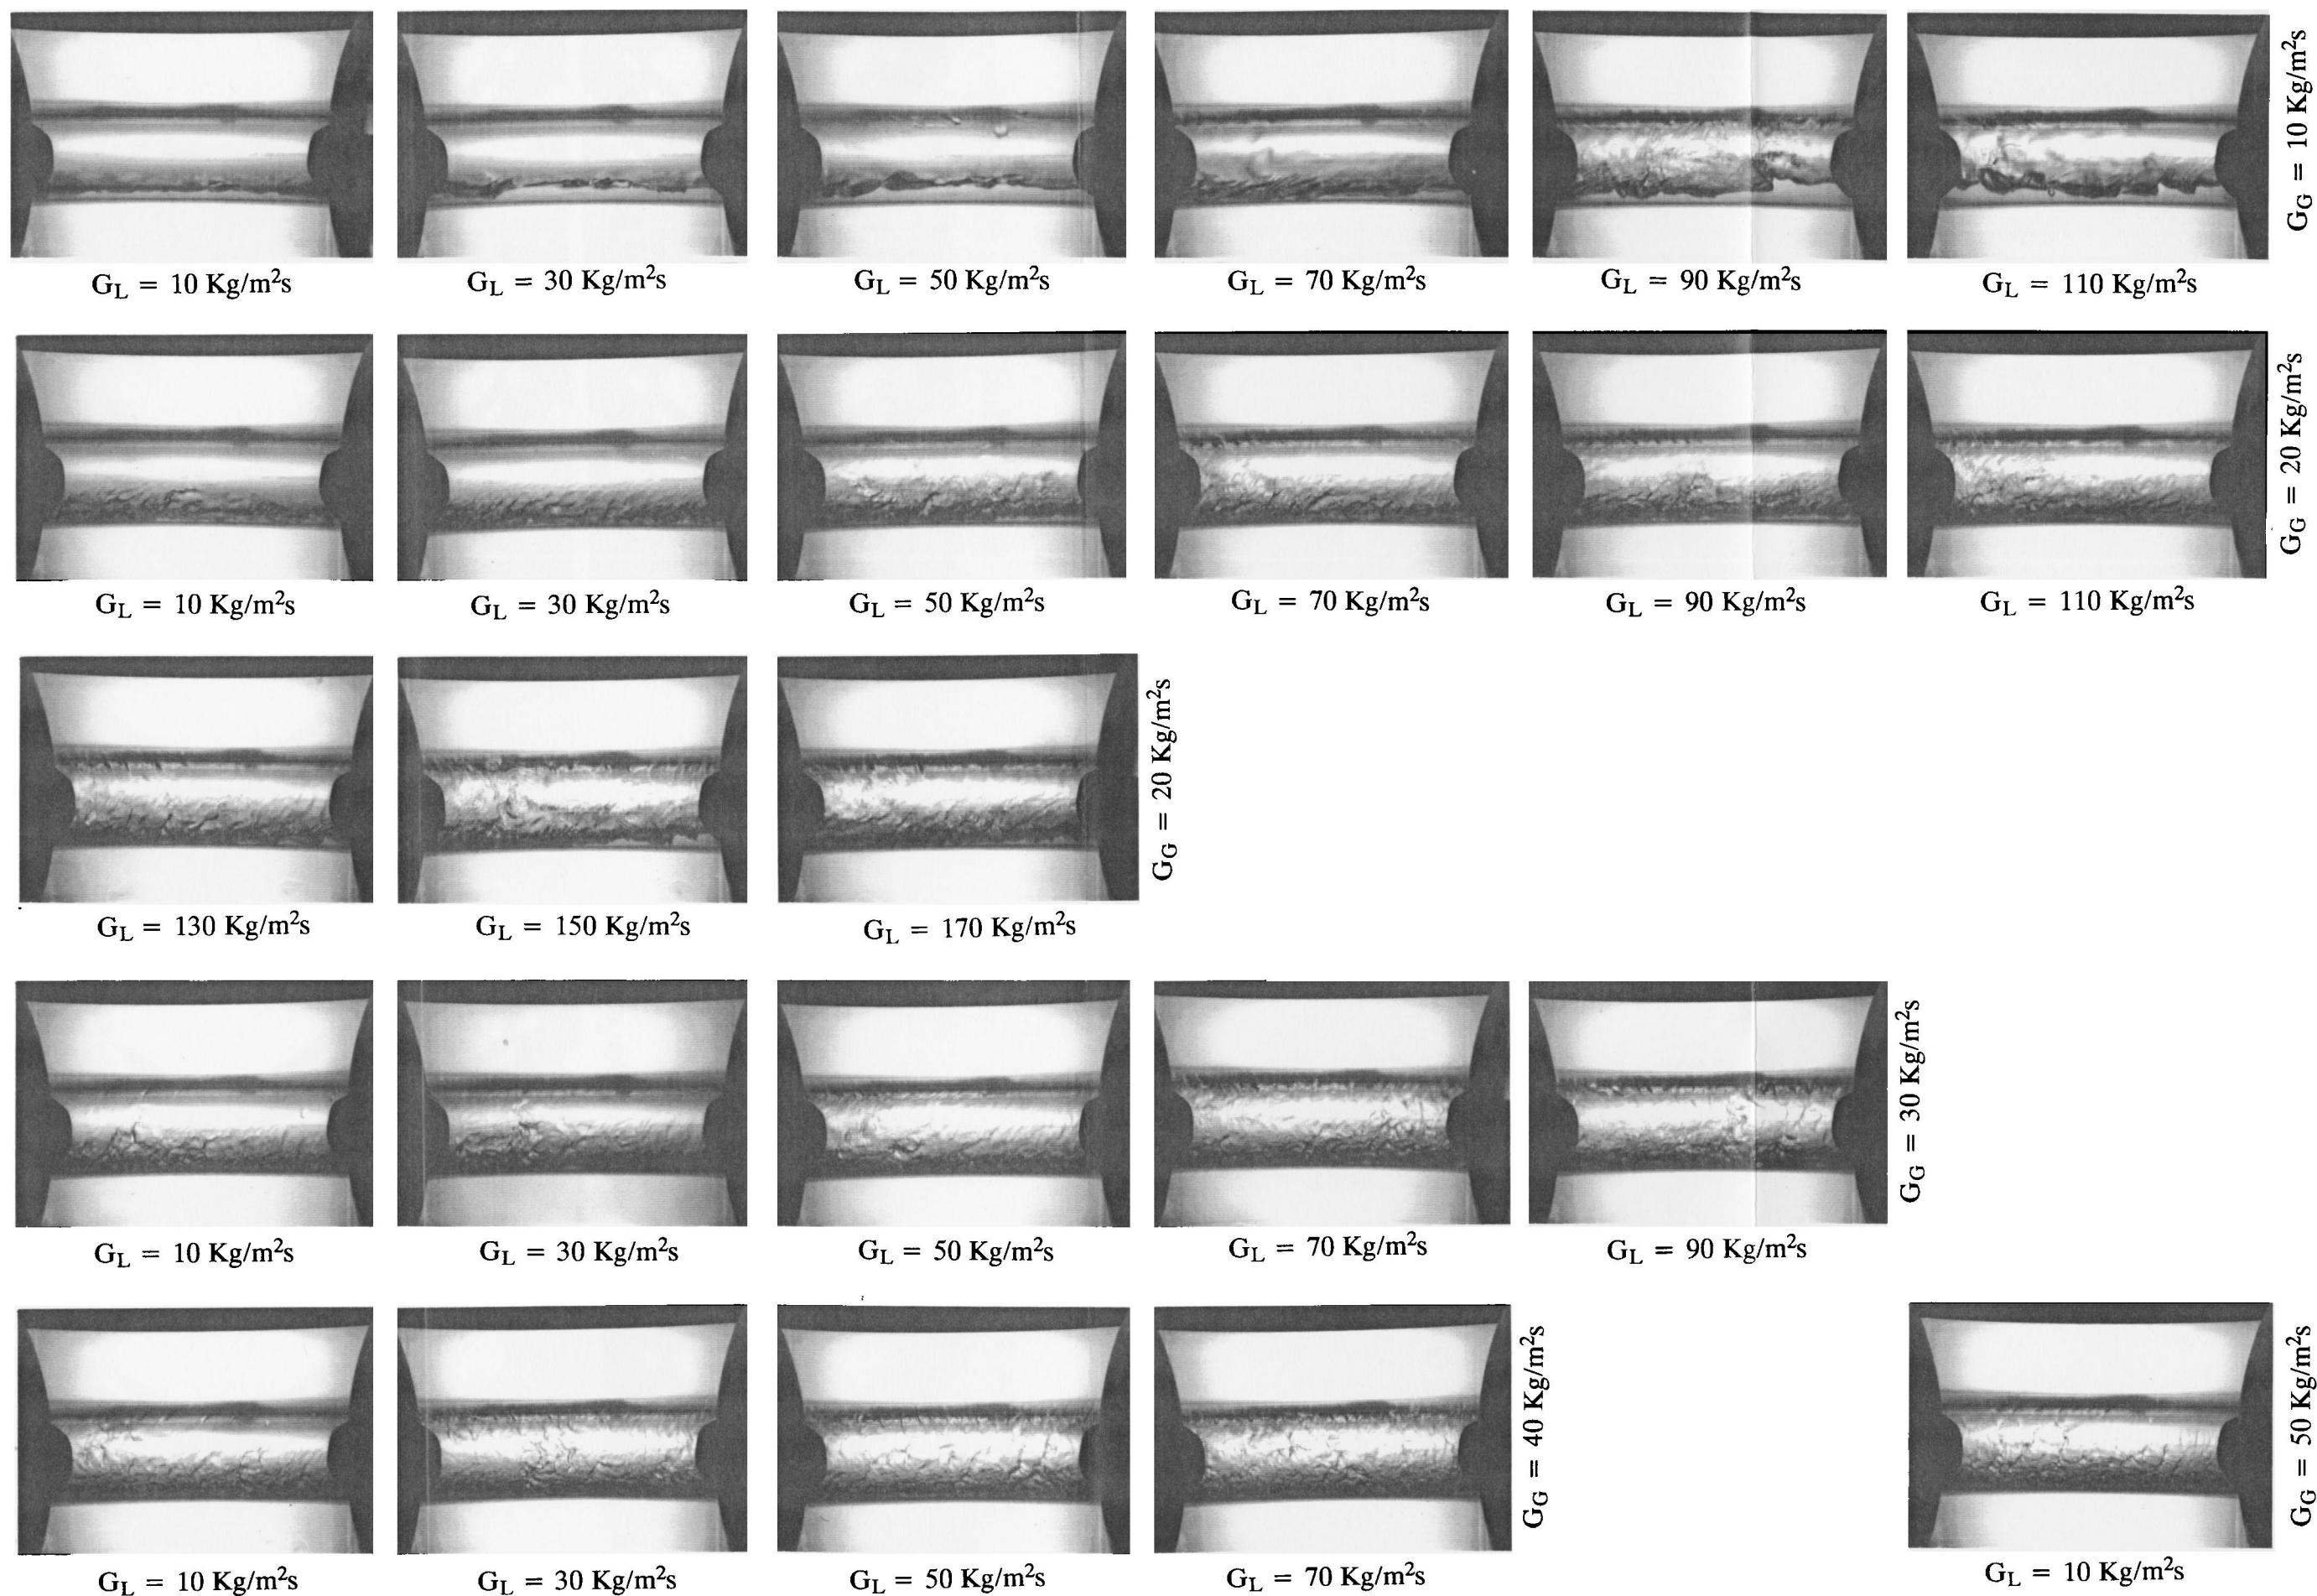 G_G = 10 Kg/m²s
G_L = 10 Kg/m²s
G_L = 30 Kg/m²s
G_L = 50 Kg/m²s
G_L = 70 Kg/m²s
G_L = 90 Kg/m²s
G_L = 110 Kg/m²s
G_G = 20 Kg/m²s
G_L = 10 Kg/m²s
G_L = 30 Kg/m²s
G_L = 50 Kg/m²s
G_L = 70 Kg/m²s
G_L = 90 Kg/m²s
G_L = 110 Kg/m²s
G_G = 20 Kg/m²s
G_L = 130 Kg/m²s
G_L = 150 Kg/m²s
G_L = 170 Kg/m²s
G_G = 30 Kg/m²s
G_L = 10 Kg/m²s
G_L = 30 Kg/m²s
G_L = 50 Kg/m²s
G_L = 70 Kg/m²s
G_L = 90 Kg/m²s
G_G = 40 Kg/m²s
G_G = 50 Kg/m²s
G_L = 10 Kg/m²s
G_L = 30 Kg/m²s
G_L = 50 Kg/m²s
G_L = 70 Kg/m²s
G_L = 10 Kg/m²s